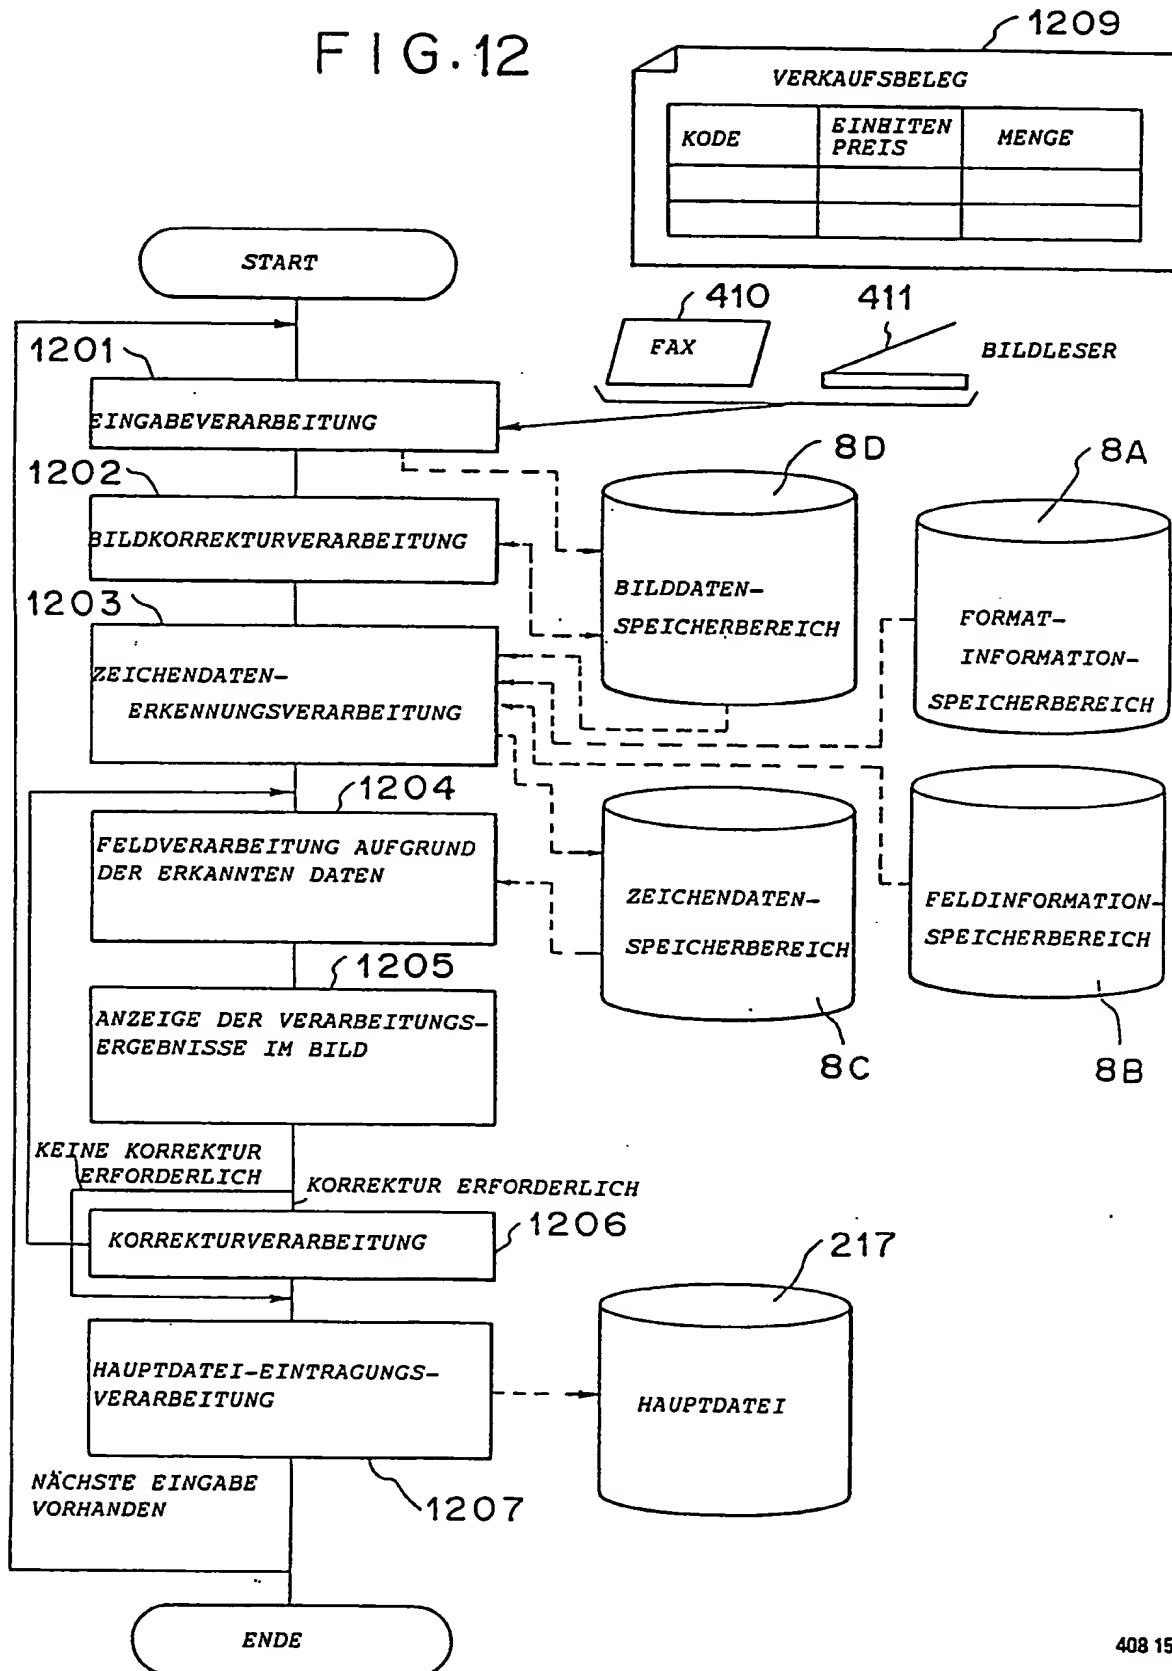 FIG.12
1209
VERKAUFSBELEG
KODE
EINHITEN
PREIS
MENGE
START
410
411
FAX
BILDLESER
1201
EINGABEVERARBEITUNG
1202
BILDKORREKTURVERARBEITUNG
8D
8A
BILDDATEN-
SPEICHERBEREICH
FORMAT-
INFORMATION-
SPEICHERBEREICH
1203
ZEICHENDATEN-
ERKENNUNGSVERARBEITUNG
1204
FELDVERARBEITUNG AUFGRUND
DER ERKANNTEN DATEN
ZEICHENDATEN-
SPEICHERBEREICH
FELDINFORMATION-
SPEICHERBEREICH
1205
ANZEIGE DER VERARBEITUNGS-
ERGEBNISSE IM BILD
8C
8B
KEINE KORREKTUR
ERFORDERLICH
KORREKTUR ERFORDERLICH
1206
KORREKTURVERARBEITUNG
217
HAUPTDATEI-EINTRAGUNGS-
VERARBEITUNG
HAUPTDATEI
NÄCHSTE EINGABE
VORHANDEN
1207
ENDE
408 15